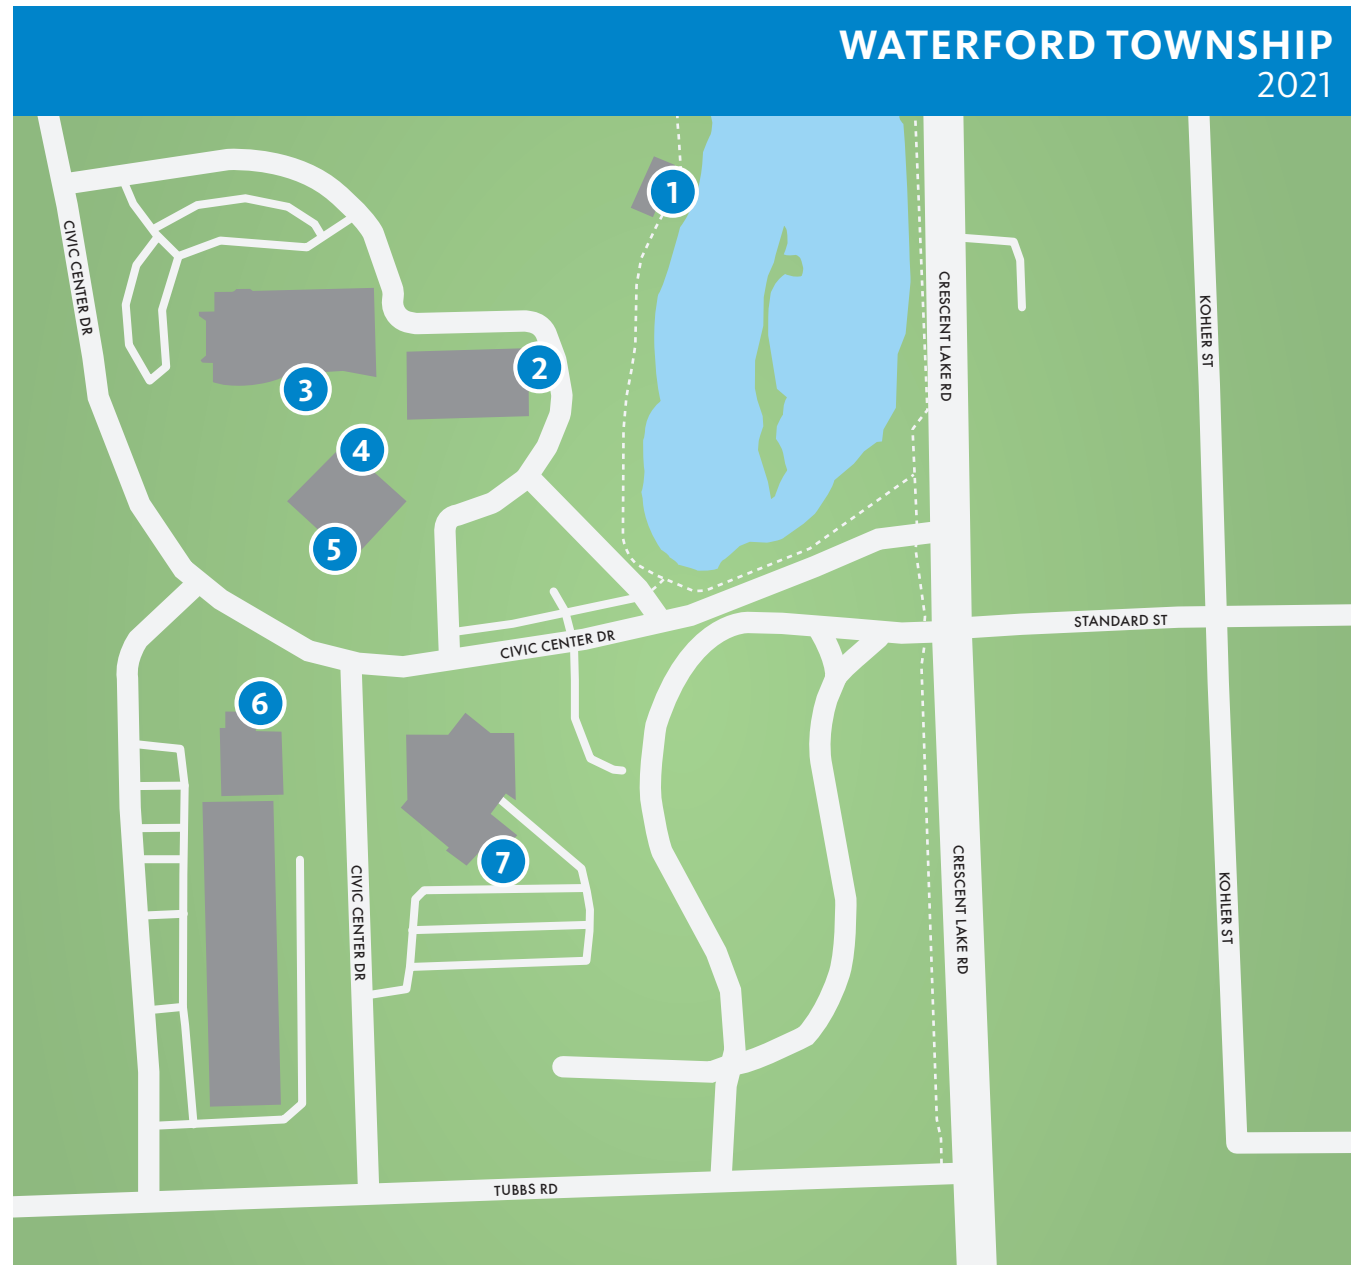 WATERFORD TOWNSHIP
2021
1
CIVIC CENTER DR
CRESCENT LAKE RD
KOHLER ST
2
3
4
5
STANDARD ST
CIVIC CENTER DR
6
7
CIVIC CENTER DR
CRESCENT LAKE RD
KOHLER ST
TUBBS RD